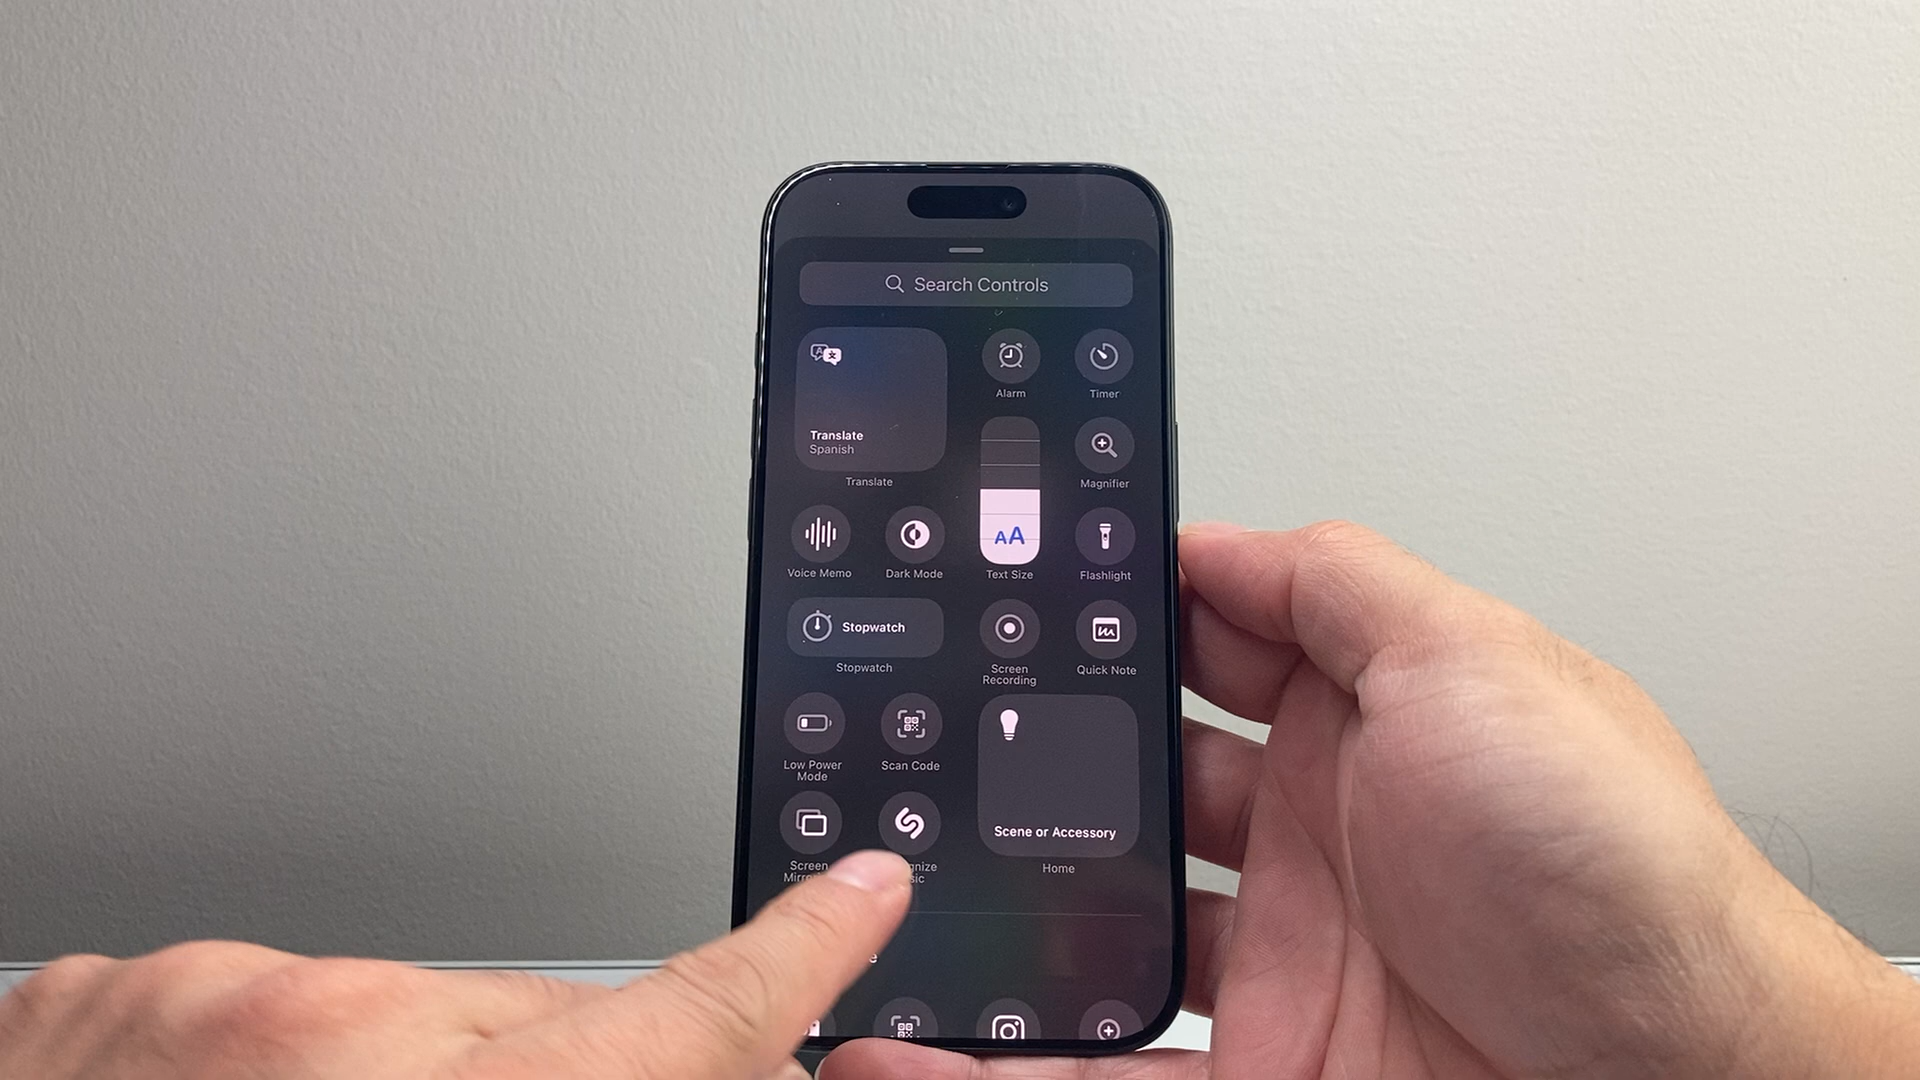 Search Controls
Translate
Spanish
Translate
Alarm
Timer
Magnifier
Voice Memo
Dark Mode
AA
Text Size
Flashlight
Stopwatch
Stopwatch
Screen
Recording
Quick Note
Low Power
Mode
Scan Code
Scene or Accessory
Home
Screen